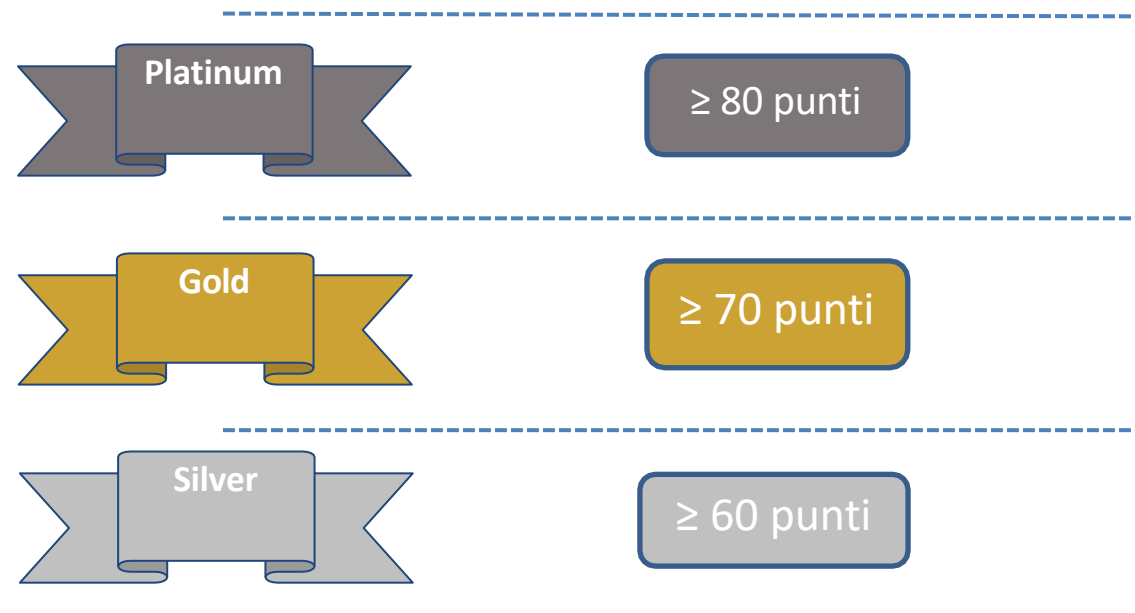 Platinum
≥ 80 punti
Gold
≥ 70 punti
Silver
≥ 60 punti